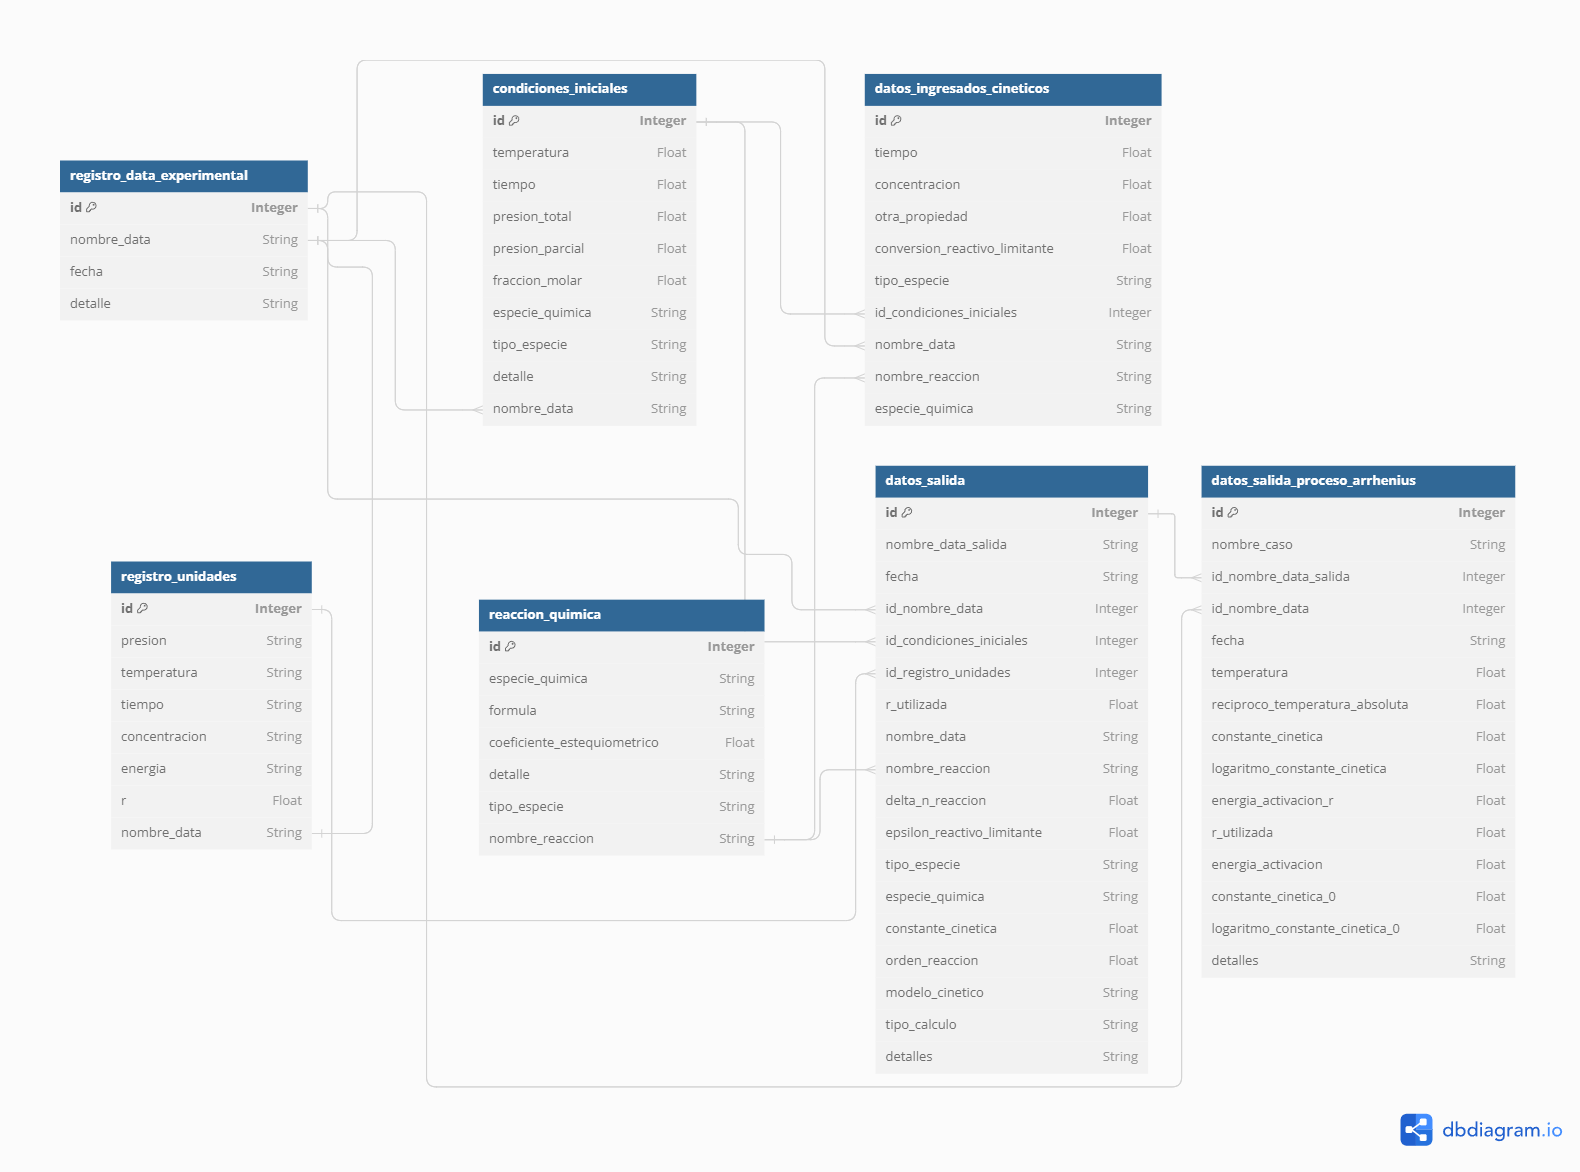 registro_data_experimental
id Integer
nombre_data String
fecha String
detalle String
condiciones_iniciales
id Integer
temperatura Float
tiempo Float
presion_total Float
presion_parcial Float
fraccion_molar Float
especie_quimica String
tipo_especie String
detalle String
nombre_data String
datos_ingresados_cineticos
id Integer
tiempo Float
concentracion Float
otra_propiedad Float
conversion_reactivo_limitante Float
tipo_especie String
id_condiciones_iniciales Integer
nombre_data String
nombre_reaccion String
especie_quimica String
registro_unidades
id Integer
presion String
temperatura String
tiempo String
concentracion String
energia String
r Float
nombre_data String
reaccion_quimica
id Integer
especie_quimica String
formula String
coeficiente_estequiometrico Float
detalle String
tipo_especie String
nombre_reaccion String
datos_salida
id Integer
nombre_data_salida String
fecha String
id_nombre_data Integer
id_condiciones_iniciales Integer
id_registro_unidades Integer
r_utilizada Float
nombre_data String
nombre_reaccion String
delta_n_reaccion Float
epsilon_reactivo_limitante Float
tipo_especie String
especie_quimica String
constante_cinetica Float
orden_reaccion Float
modelo_cinetico String
tipo_calculo String
detalles String
datos_salida_proceso_arrhenius
id Integer
nombre_caso String
id_nombre_data_salida Integer
id_nombre_data Integer
fecha String
temperatura Float
reciproco_temperatura_absoluta Float
constante_cinetica Float
logaritmo_constante_cinetica Float
energia_activacion_r Float
r_utilizada Float
energia_activacion Float
constante_cinetica_0 Float
logaritmo_constante_cinetica_0 Float
detalles String
dbdiagram.io